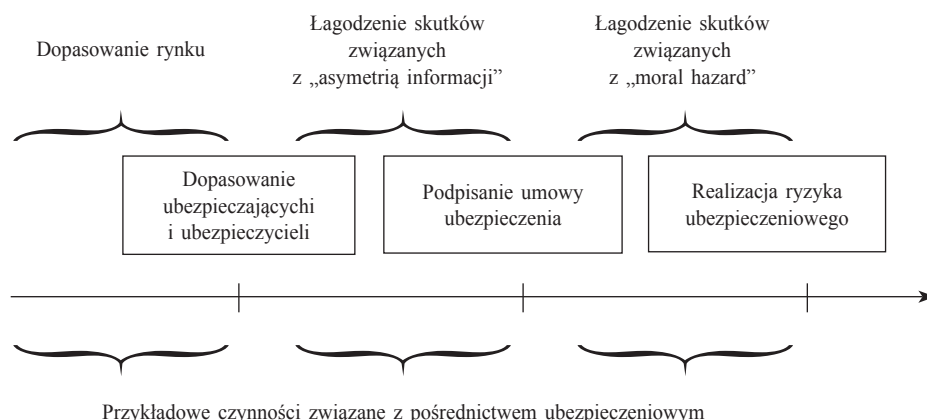 Dopasowanie rynku
Łagodzenie skutków
związanych
z „asymetrią informacji”
Łagodzenie skutków
związanych
z „moral hazard”
Dopasowanie
ubezpieczającychi
i ubezpieczycieli
Podpisanie umowy
ubezpieczenia
Realizacja ryzyka
ubezpieczeniowego
Przykładowe czynności związane z pośrednictwem ubezpieczeniowym